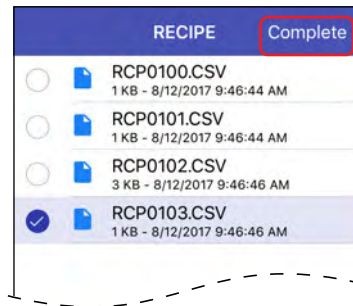 RECIPE Complete
RCP0100.CSV
1 KB - 8/12/2017 9:46:44 AM
RCP0101.CSV
1 KB - 8/12/2017 9:46:44 AM
RCP0102.CSV
3 KB - 8/12/2017 9:46:46 AM
RCP0103.CSV
1 KB - 8/12/2017 9:46:46 AM